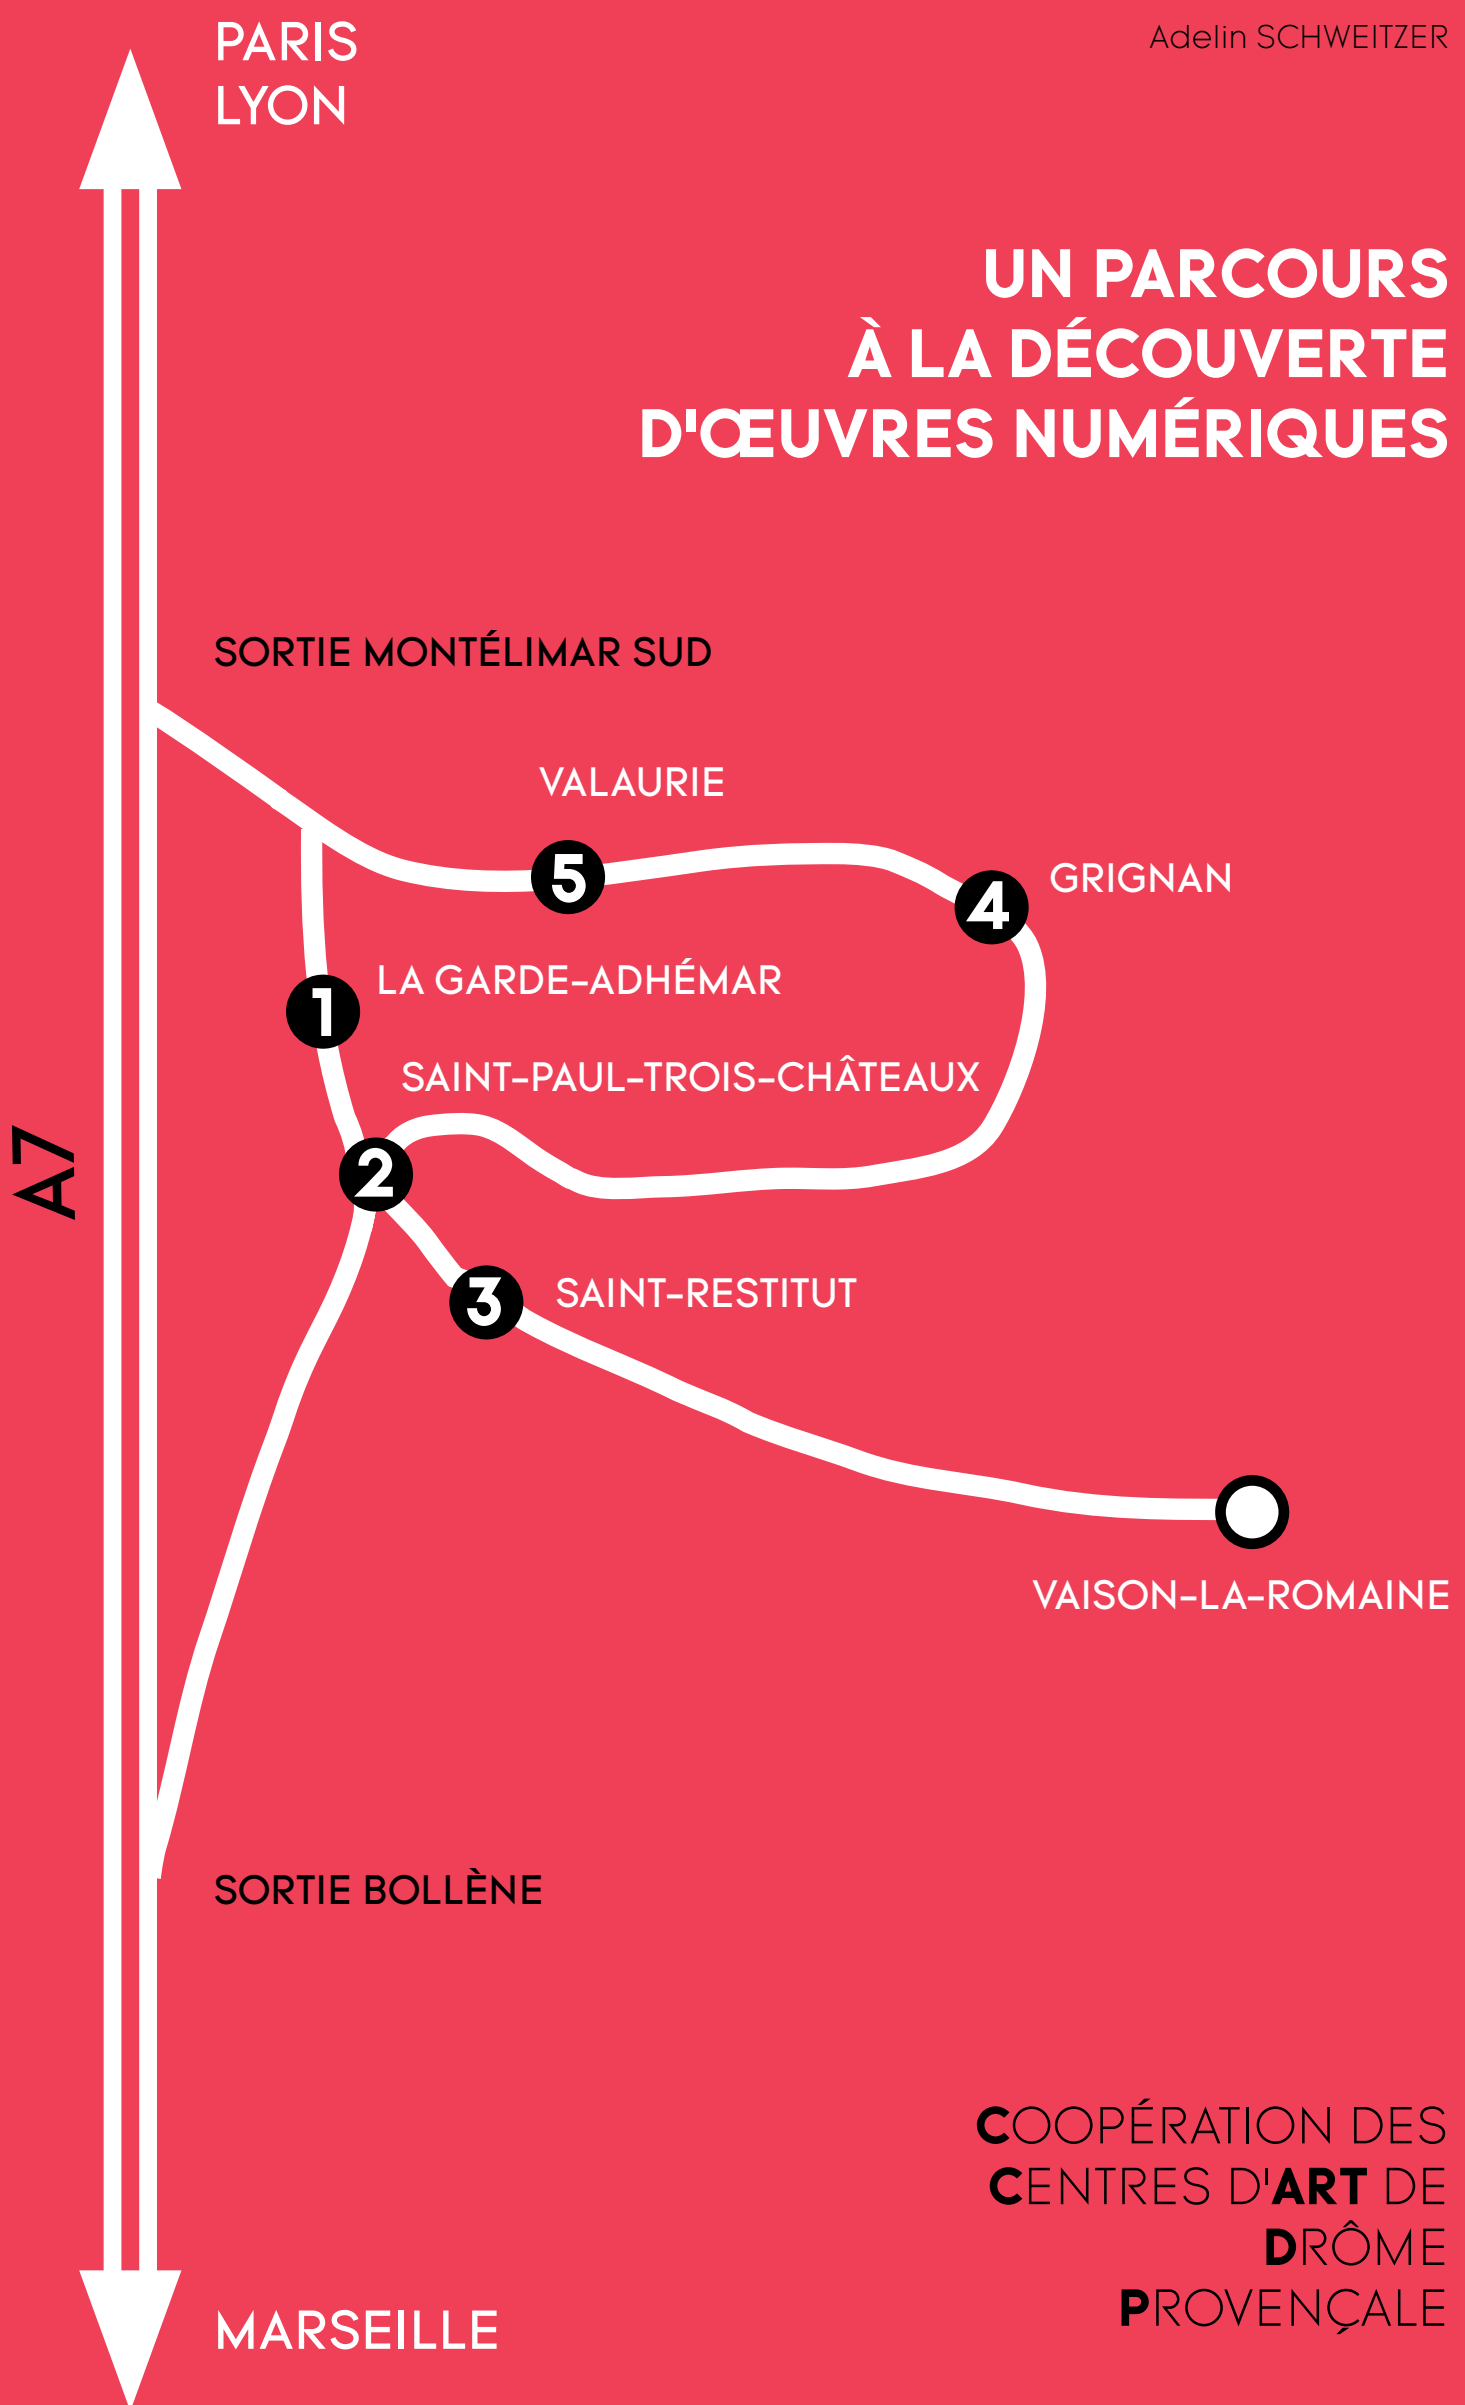 PARIS
LYON
Adelin SCHWEITZER
UN PARCOURS
À LA DÉCOUVERTE
D'ŒUVRES NUMÉRIQUES
SORTIE MONTÉLIMAR SUD
VALAURIE
5
4
GRIGNAN
LA GARDE-ADHÉMAR
1
SAINT-PAUL-TROIS-CHÂTEAUX
A7
2
SAINT-RESTITUT
3
VAISON-LA-ROMAINE
SORTIE BOLLÈNE
COOPÉRATION DES
CENTRES D'ART DE
DRÔME
PROVENÇALE
MARSEILLE